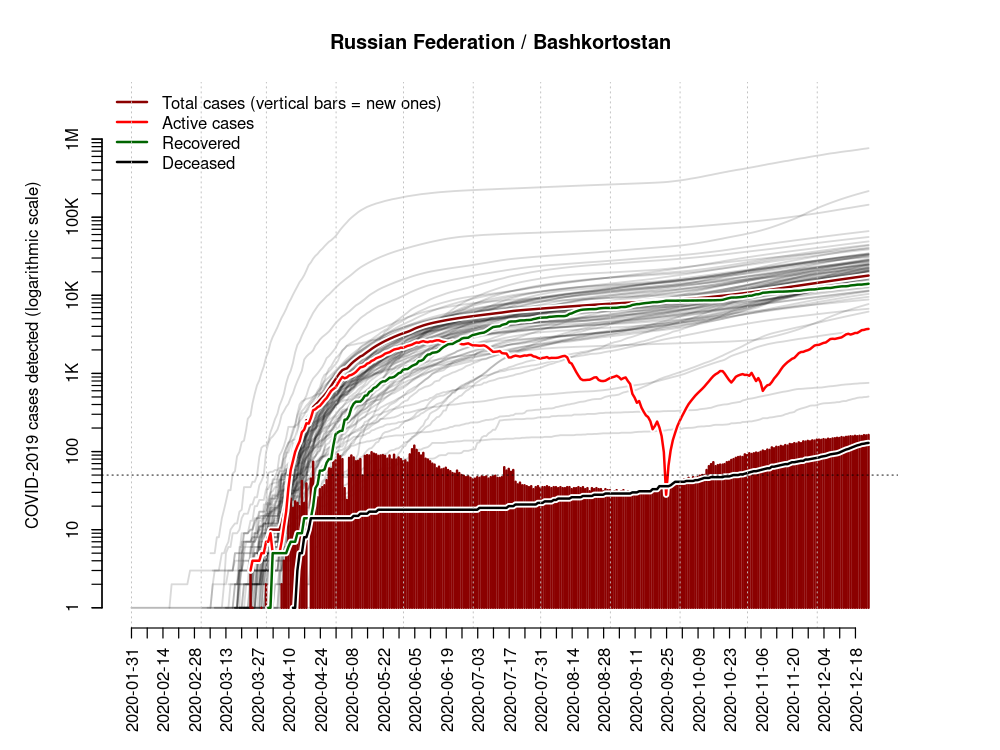 Russian Federation / Bashkortostan
Total cases (vertical bars = new ones)
Active cases
Recovered
Deceased
COVID-2019 cases detected (logarithmic scale)
1M
100K
10K
1K
100
10
1
2020-01-31
2020-02-14
2020-02-28
2020-03-13
2020-03-27
2020-04-10
2020-04-24
2020-05-08
2020-05-22
2020-06-05
2020-06-19
2020-07-03
2020-07-17
2020-07-31
2020-08-14
2020-08-28
2020-09-11
2020-09-25
2020-10-09
2020-10-23
2020-11-06
2020-11-20
2020-12-04
2020-12-18